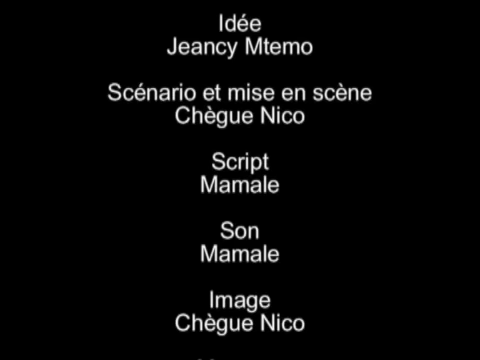 Idée
Jeancy Mtemo
Scénario et mise en scène
Chègue Nico
Script
Mamale
Son
Mamale
Image
Chègue Nico